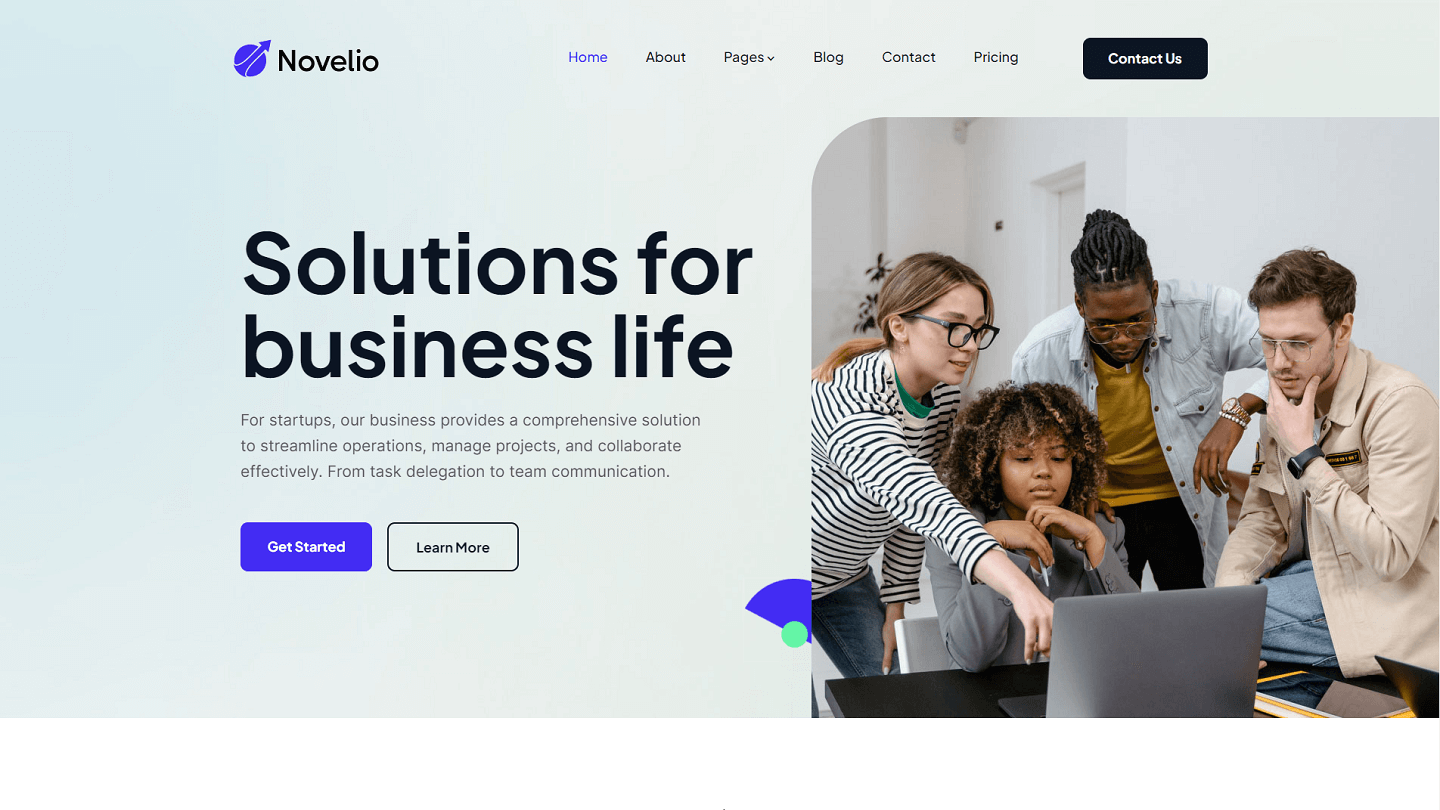 Novelio
Home About Pages Blog Contact Pricing
Contact Us
Solutions for
business life
For startups, our business provides a comprehensive solution
to streamline operations, manage projects, and collaborate
effectively. From task delegation to team communication.
Get Started Learn More